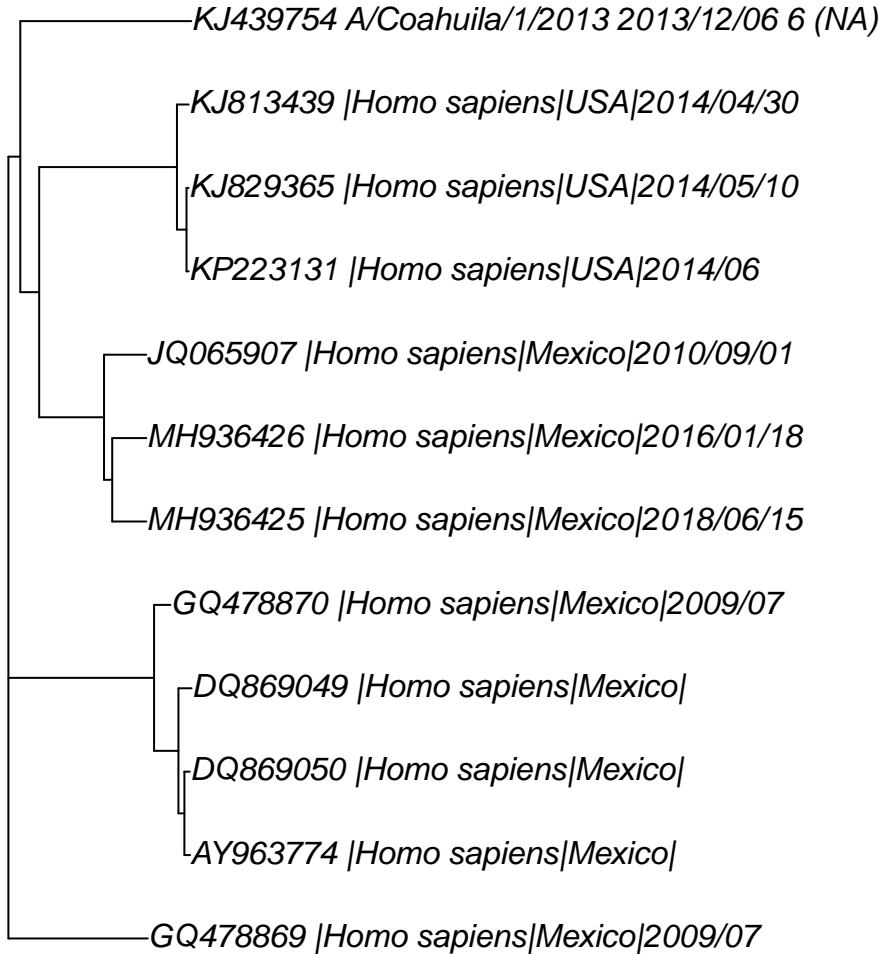 KJ439754 A/Coahuila/1/2013 2013/12/06 6 (NA)
KJ813439 |Homo sapiens|USA|2014/04/30
KJ829365 |Homo sapiens|USA|2014/05/10
KP223131 |Homo sapiens|USA|2014/06
JQ065907 |Homo sapiens|Mexico|2010/09/01
MH936426 |Homo sapiens|Mexico|2016/01/18
MH936425 |Homo sapiens|Mexico|2018/06/15
GQ478870 |Homo sapiens|Mexico|2009/07
DQ869049 |Homo sapiens|Mexico|
DQ869050 |Homo sapiens|Mexico|
AY963774 |Homo sapiens|Mexico|
GQ478869 |Homo sapiens|Mexico|2009/07